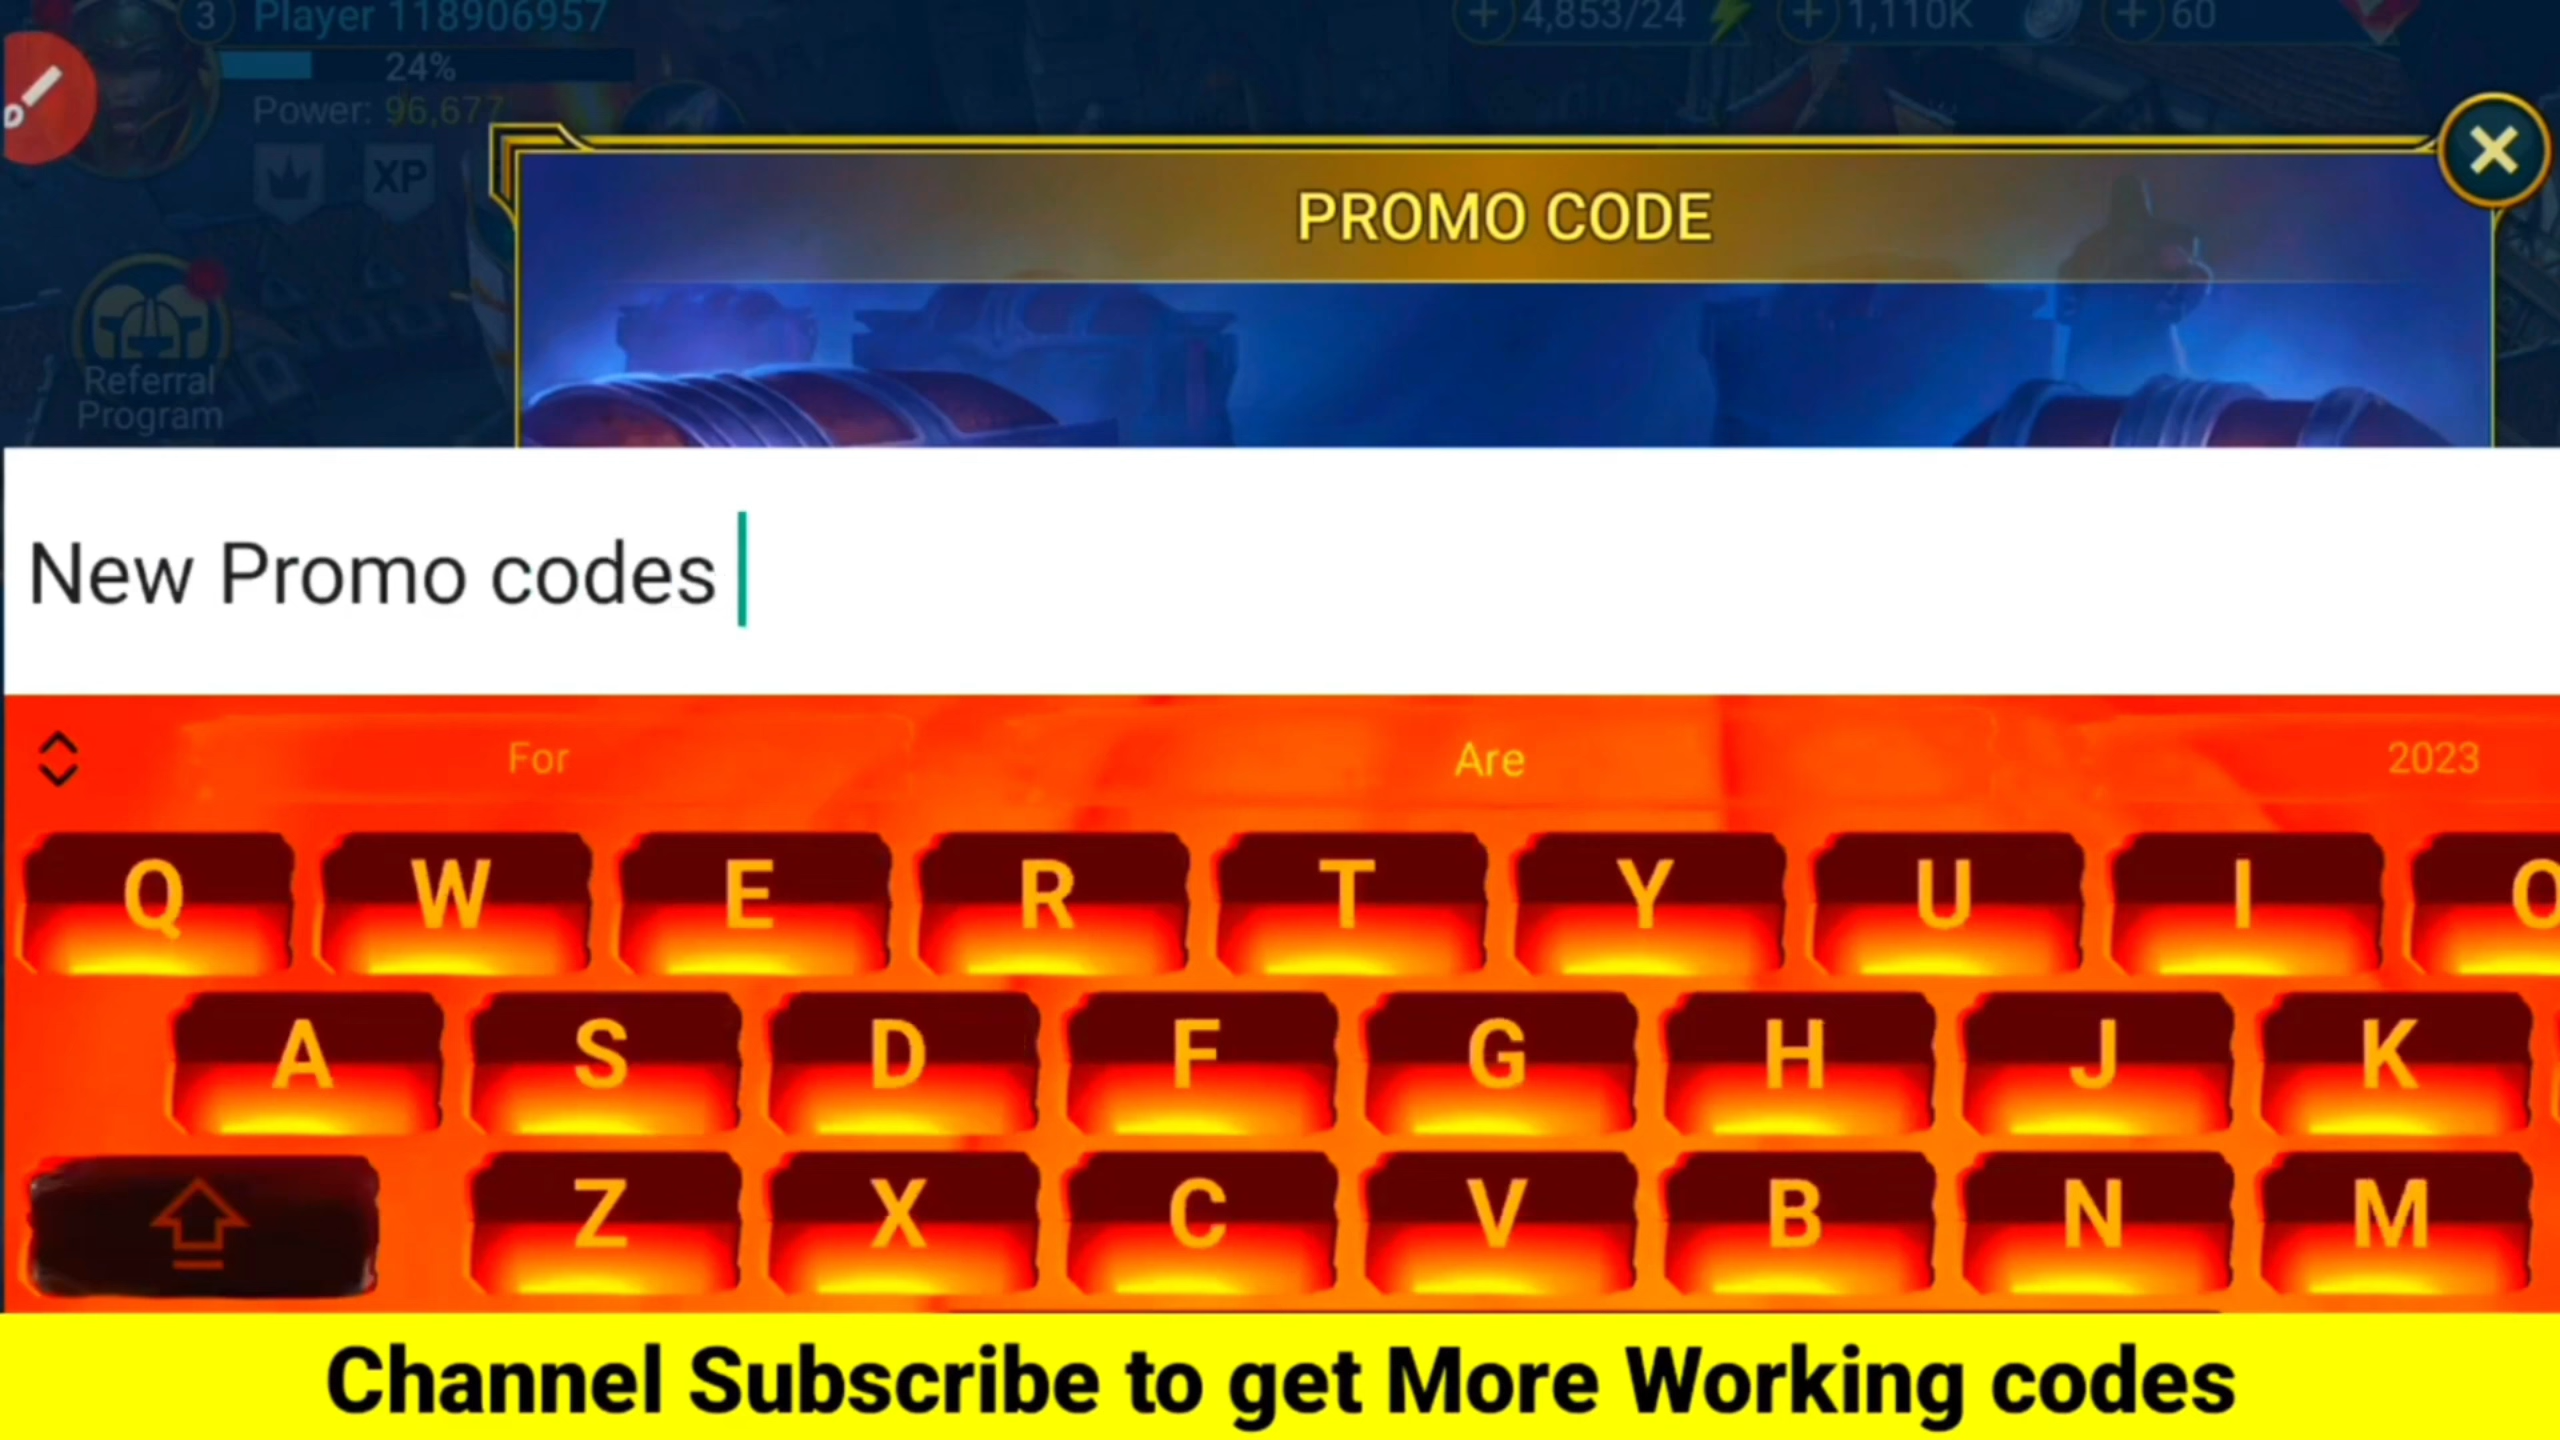 3 Player 118906957
4,853/24
1,110K
60
24%
Power: 96,677
XP
PROMO CODE
Referral
Program
New Promo codes
For Are 2023
Q W E R T Y U I O
A S D F G H J K
Z X C V B N M
Channel Subscribe to get More Working codes